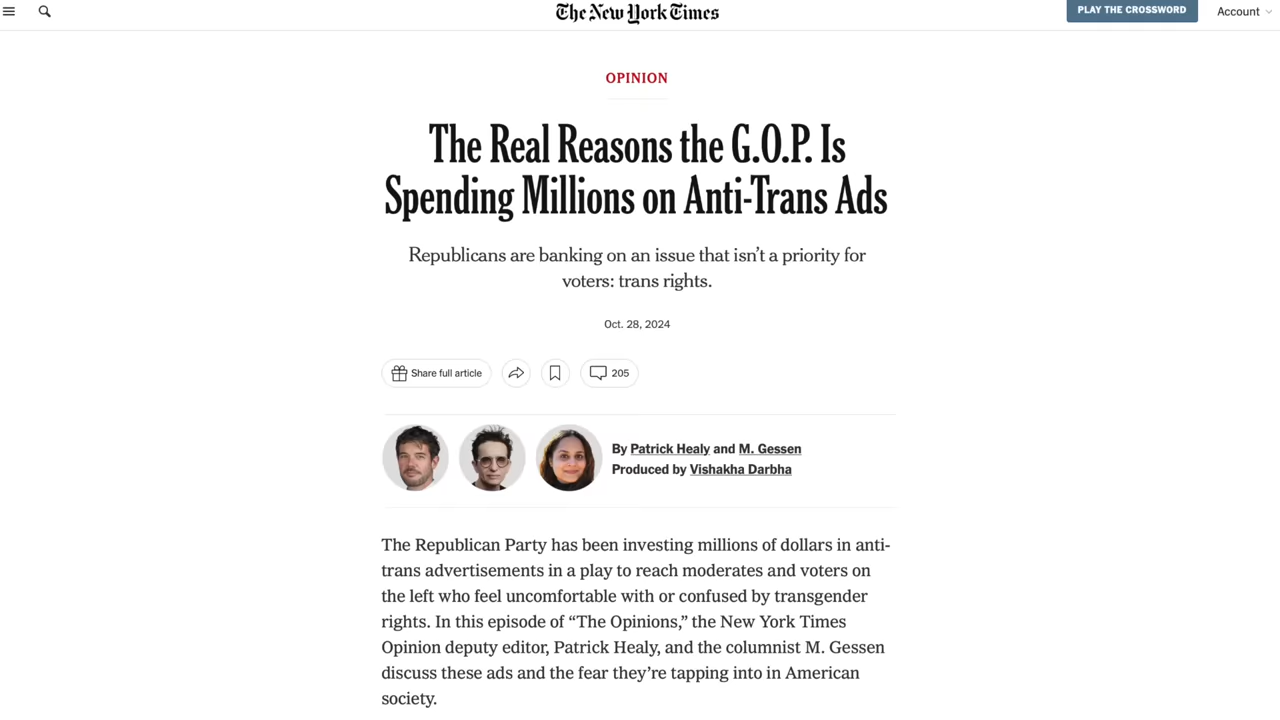 The New York Times
PLAY THE CROSSWORD
Account
OPINION
The Real Reasons the G.O.P. Is
Spending Millions on Anti-Trans Ads
Republicans are banking on an issue that isn’t a priority for
voters: trans rights.
Oct. 28, 2024
Share full article
205
By Patrick Healy and M. Gessen
Produced by Vishakha Darbha
The Republican Party has been investing millions of dollars in anti-
trans advertisements in a play to reach moderates and voters on
the left who feel uncomfortable with or confused by transgender
rights. In this episode of “The Opinions,” the New York Times
Opinion deputy editor, Patrick Healy, and the columnist M. Gessen
discuss these ads and the fear they’re tapping into in American
society.